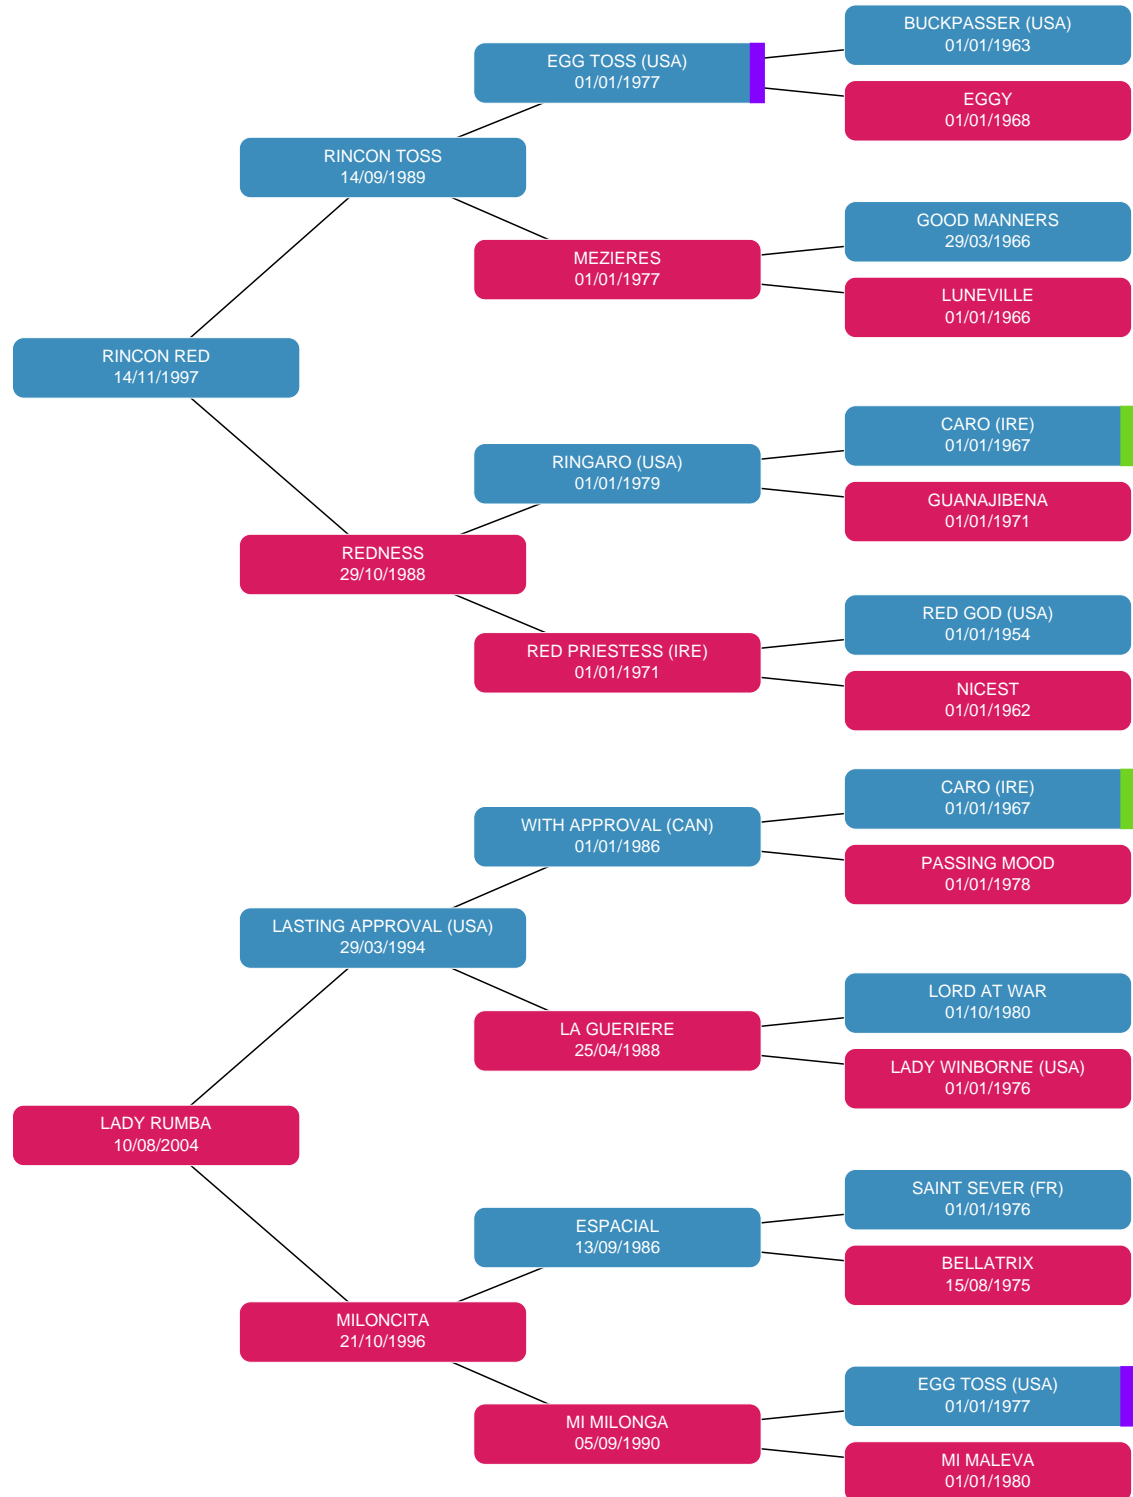 BUCKPASSER (USA)
01/01/1963
EGG TOSS (USA)
01/01/1977
EGGY
01/01/1968
RINCON TOSS
14/09/1989
GOOD MANNERS
29/03/1966
MEZIERES
01/01/1977
LUNEVILLE
01/01/1966
RINCON RED
14/11/1997
CARO (IRE)
01/01/1967
RINGARO (USA)
01/01/1979
GUANAJIBENA
01/01/1971
REDNESS
29/10/1988
RED GOD (USA)
01/01/1954
RED PRIESTESS (IRE)
01/01/1971
NICEST
01/01/1962
CARO (IRE)
01/01/1967
WITH APPROVAL (CAN)
01/01/1986
PASSING MOOD
01/01/1978
LASTING APPROVAL (USA)
29/03/1994
LORD AT WAR
01/10/1980
LA GUERIERE
25/04/1988
LADY WINBORNE (USA)
01/01/1976
LADY RUMBA
10/08/2004
SAINT SEVER (FR)
01/01/1976
ESPACIAL
13/09/1986
BELLATRIX
15/08/1975
MILONCITA
21/10/1996
EGG TOSS (USA)
01/01/1977
MI MILONGA
05/09/1990
MI MALEVA
01/01/1980